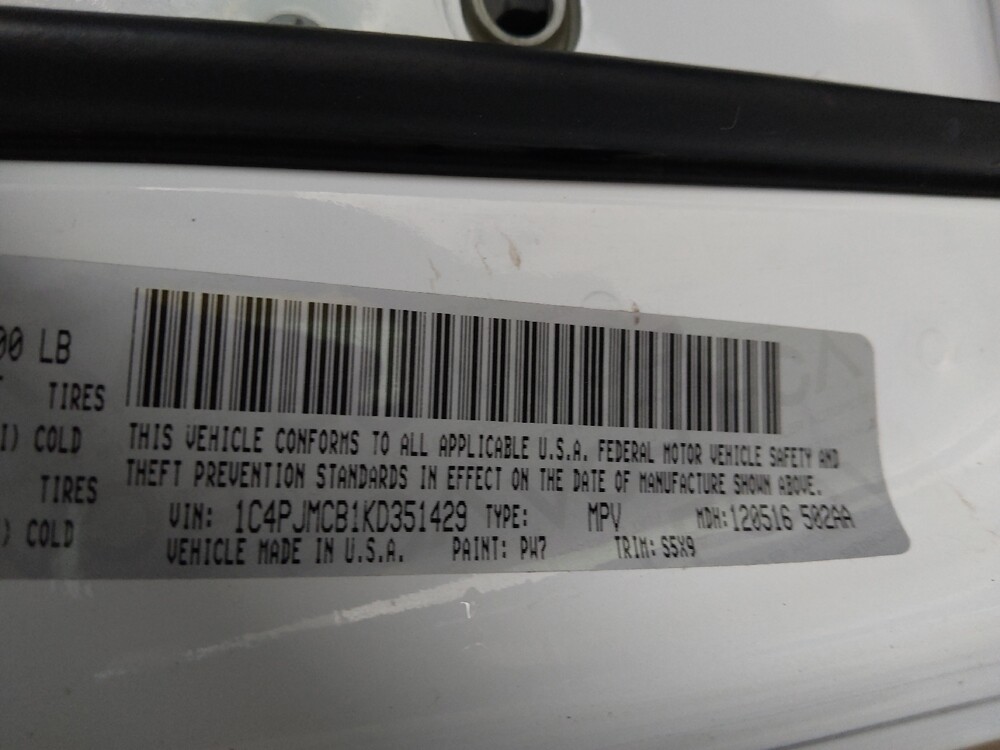 00 LB
TIRES
I) COLD
TIRES
) COLD
THIS VEHICLE CONFORMS TO ALL APPLICABLE U.S.A. FEDERAL MOTOR VEHICLE SAFETY AND
THEFT PREVENTION STANDARDS IN EFFECT ON THE DATE OF MANUFACTURE SHOWN ABOVE.
VIN: 1C4PJMCB1KD351429 TYPE: MPV MDH:120516 502AA
VEHICLE MADE IN U.S.A. PAINT: PW7 TRIM: S5X9